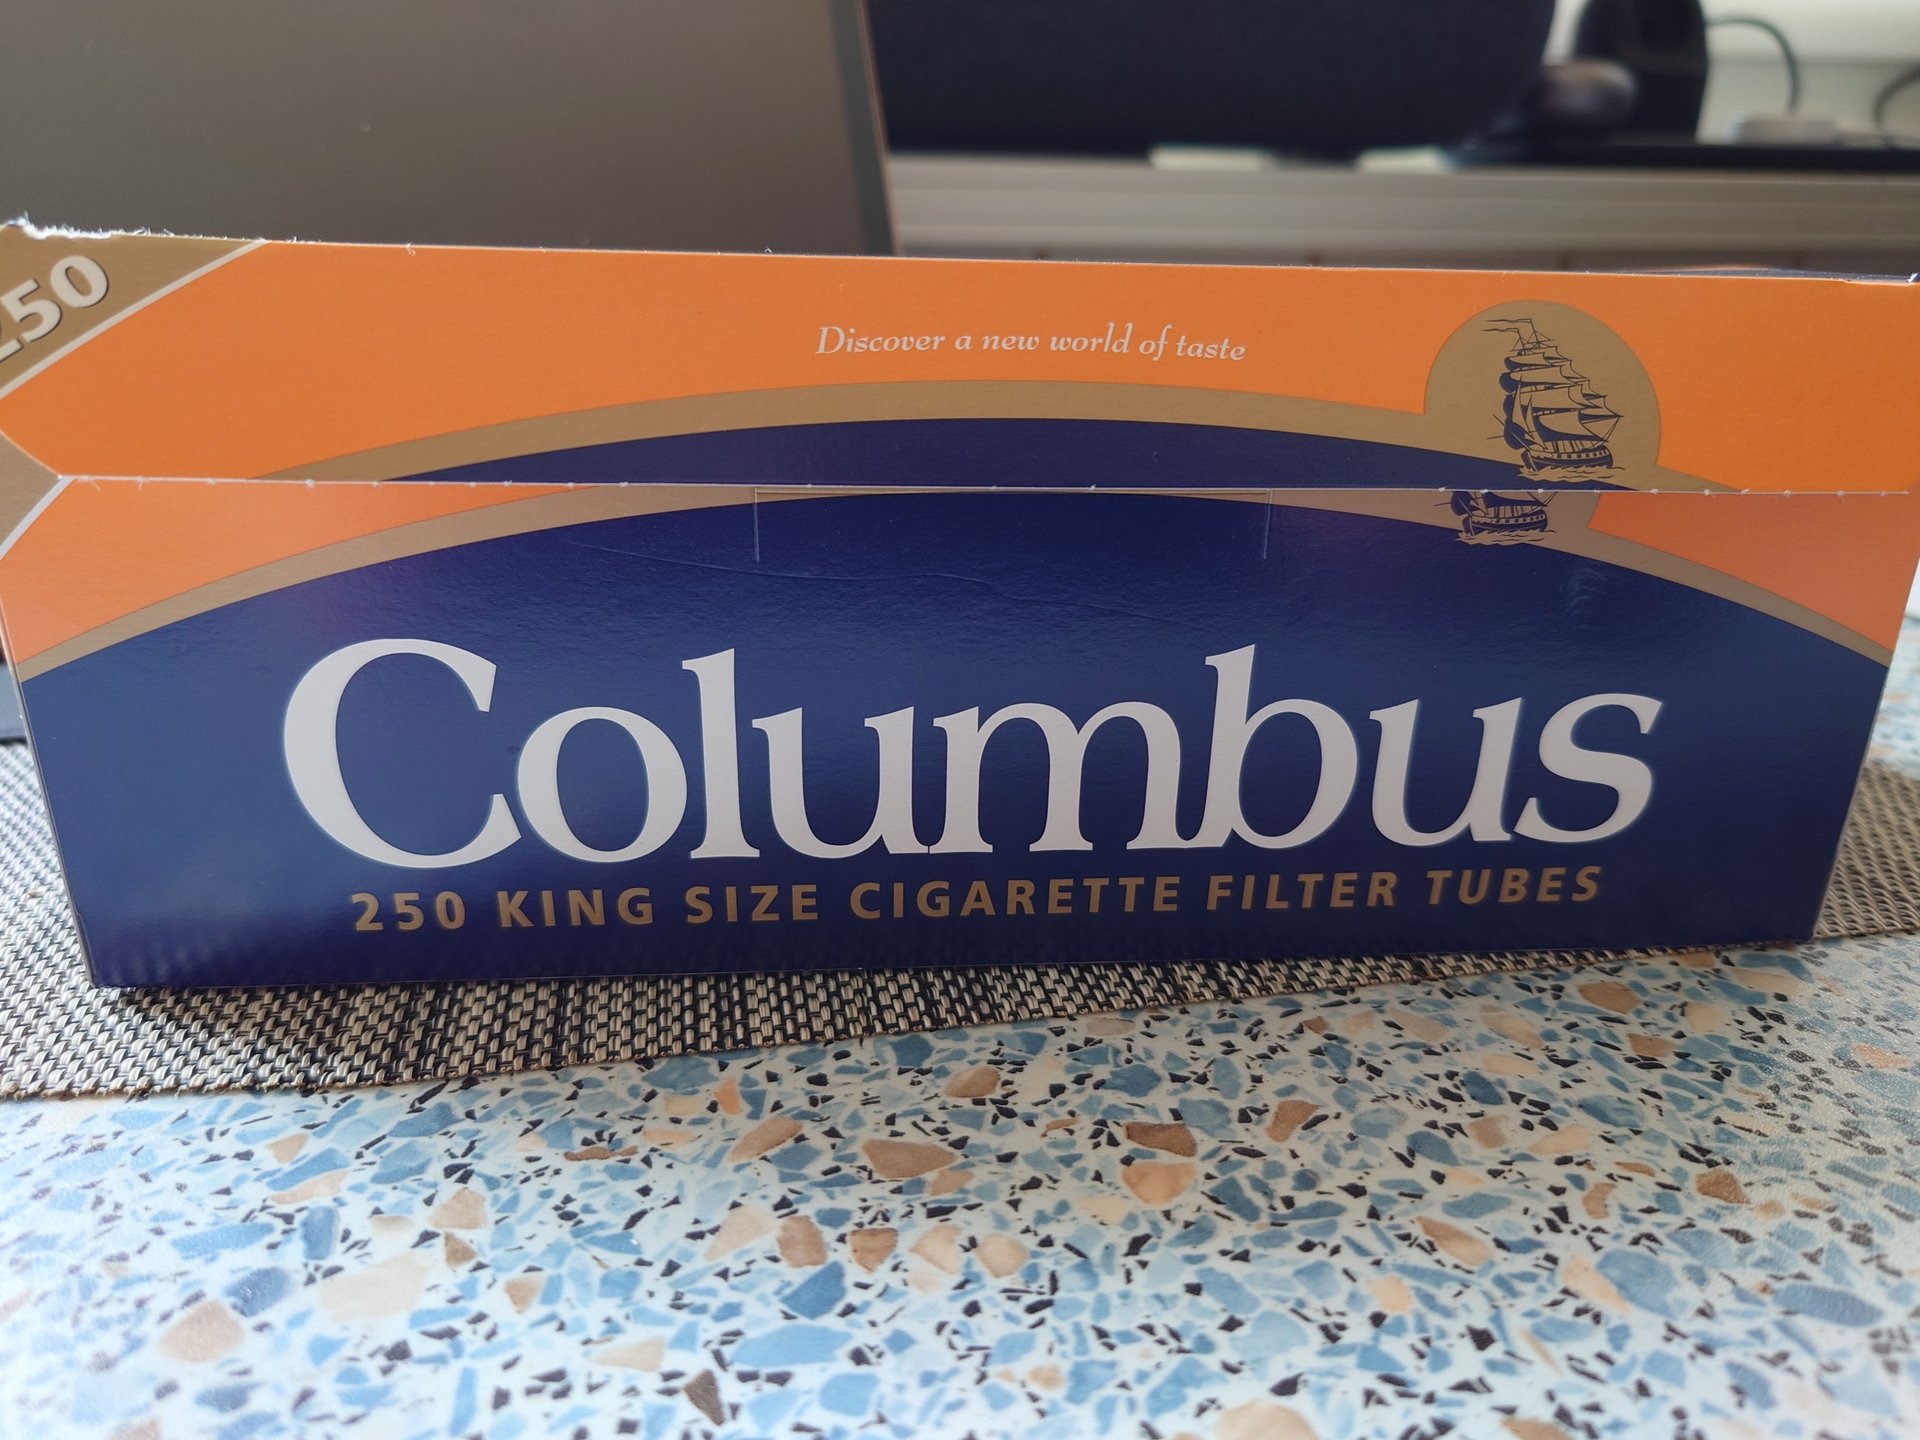 250
Discover a new world of taste
Columbus
250 KING SIZE CIGARETTE FILTER TUBES